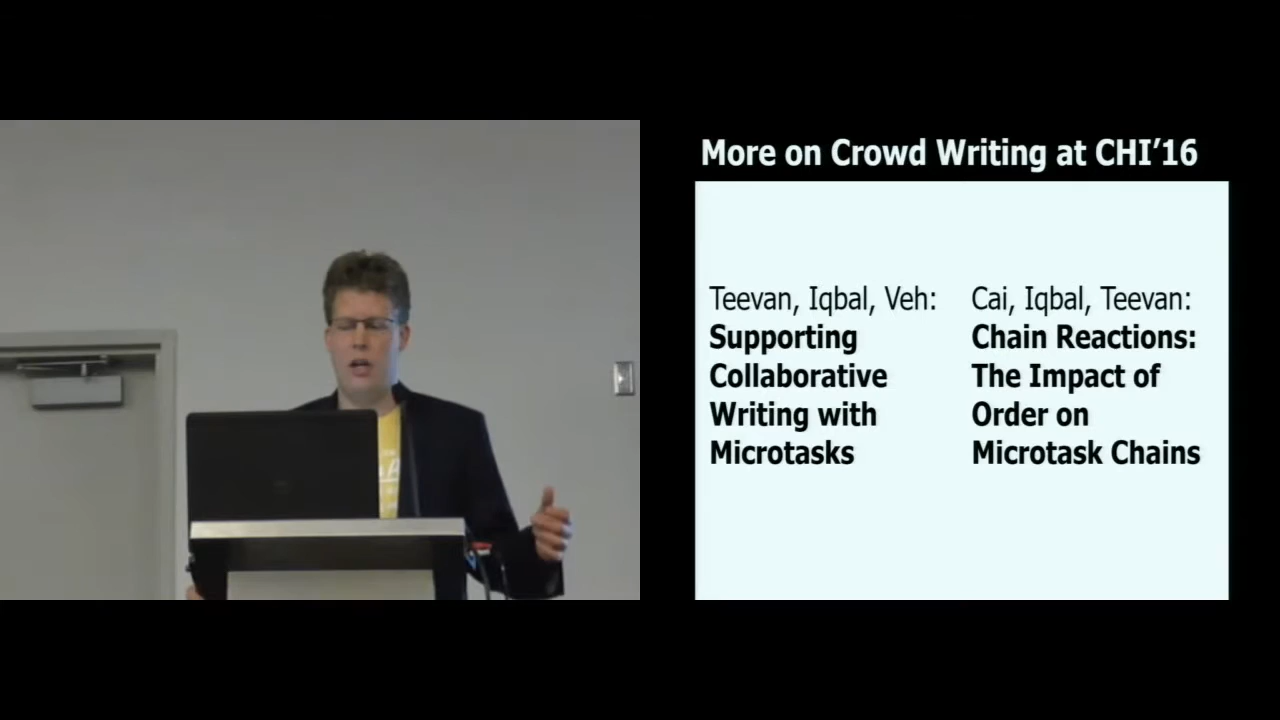 More on Crowd Writing at CHI’16
Teevan, Iqbal, Veh:
Supporting
Collaborative
Writing with
Microtasks
Cai, Iqbal, Teevan:
Chain Reactions:
The Impact of
Order on
Microtask Chains